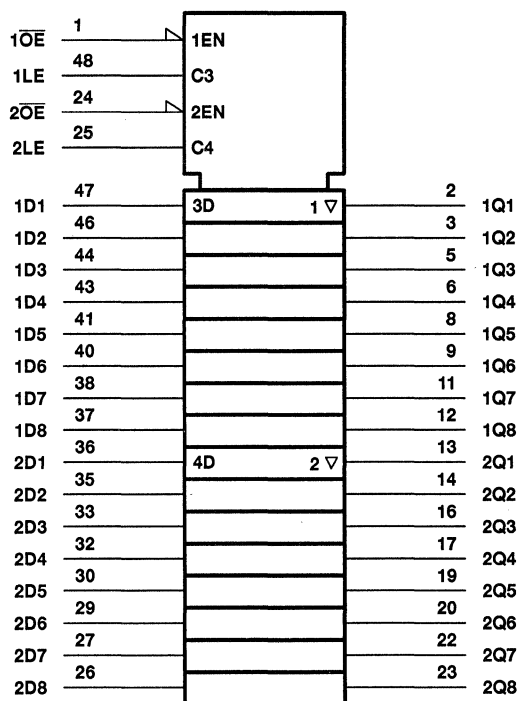 1O̅E̅ 1 1EN
1LE 48 C3
2O̅E̅ 24 2EN
2LE 25 C4
1D1 47 3D 1 ▽ 2 1Q1
1D2 46 3 1Q2
1D3 44 5 1Q3
1D4 43 6 1Q4
1D5 41 8 1Q5
1D6 40 9 1Q6
1D7 38 11 1Q7
1D8 37 12 1Q8
2D1 36 4D 2 ▽ 13 2Q1
2D2 35 14 2Q2
2D3 33 16 2Q3
2D4 32 17 2Q4
2D5 30 19 2Q5
2D6 29 20 2Q6
2D7 27 22 2Q7
2D8 26 23 2Q8